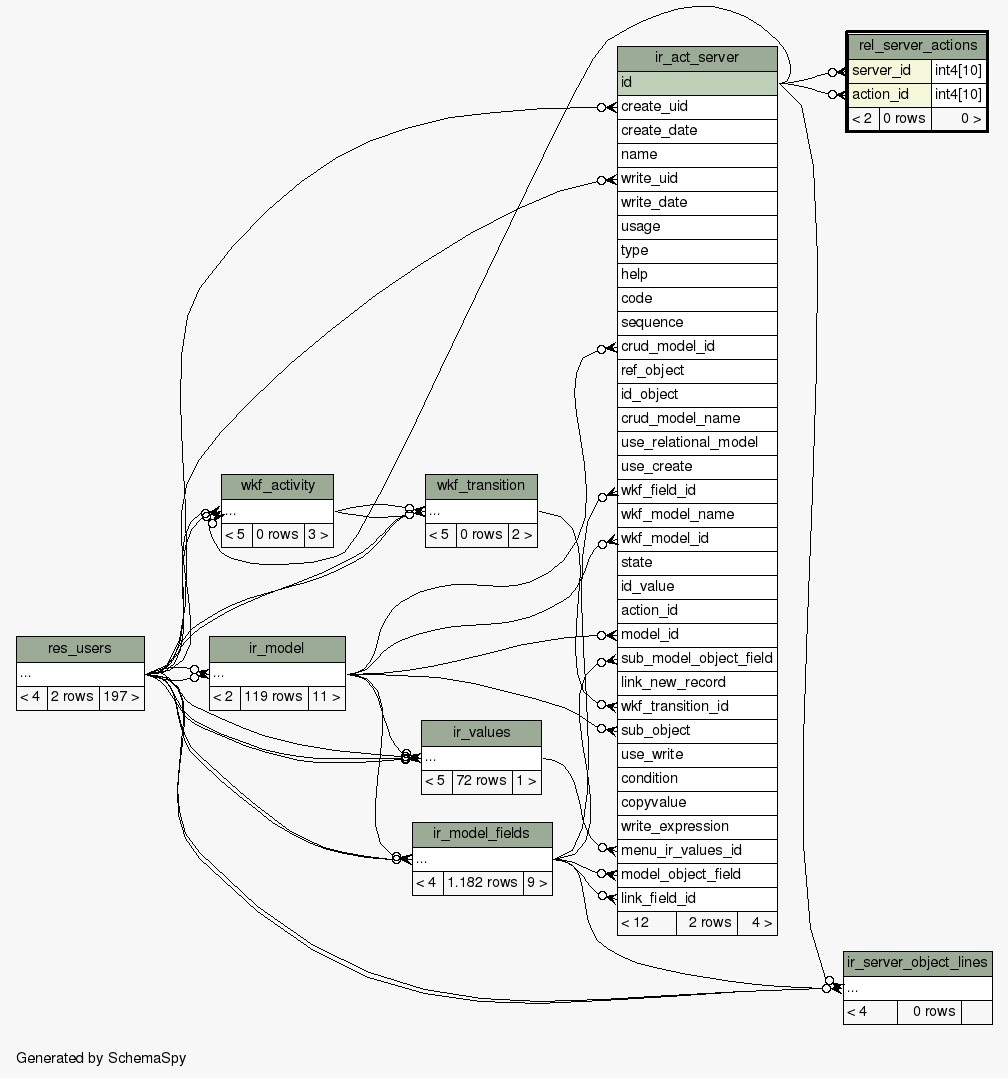 ir_act_server
id
create_uid
create_date
name
write_uid
write_date
usage
type
help
code
sequence
crud_model_id
ref_object
id_object
crud_model_name
use_relational_model
use_create
wkf_field_id
wkf_model_name
wkf_model_id
state
id_value
action_id
model_id
sub_model_object_field
link_new_record
wkf_transition_id
sub_object
use_write
condition
copyvalue
write_expression
menu_ir_values_id
model_object_field
link_field_id
< 12 2 rows 4 >
rel_server_actions
server_id int4[10]
action_id int4[10]
< 2 0 rows 0 >
wkf_activity
...
< 5 0 rows 3 >
wkf_transition
...
< 5 0 rows 2 >
res_users
...
< 4 2 rows 197 >
ir_model
...
< 2 119 rows 11 >
ir_values
...
< 5 72 rows 1 >
ir_model_fields
...
< 4 1.182 rows 9 >
ir_server_object_lines
...
< 4 0 rows
Generated by SchemaSpy